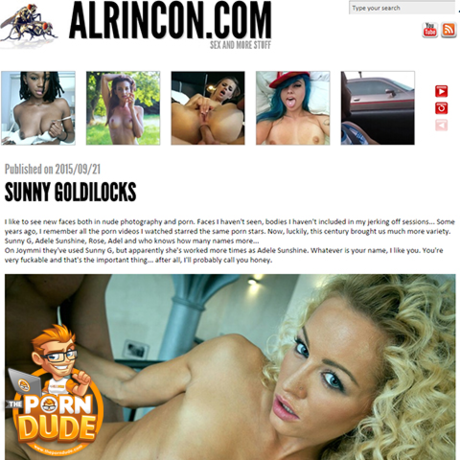 ALRINCON.COM
SEX AND MORE STUFF
Type your search
You Tube
Published on 2015/09/21
SUNNY GOLDILOCKS
I like to see new faces both in nude photography and porn. Faces I haven't seen, bodies I haven't included in my jerking off sessions... Some
years ago, I remember all the porn videos I watched starred the same porn stars. Now, luckily, this century brought us much more variety.
Sunny G, Adele Sunshine, Rose, Adel and who knows how many names more...
On Joymmi they've used Sunny G, but apparently she's worked more times as Adele Sunshine. Whatever is your name, I like you. You're
very fuckable and that's the important thing... after all, I'll probably call you honey.
THE
PORN
DUDE
www.theporndude.com